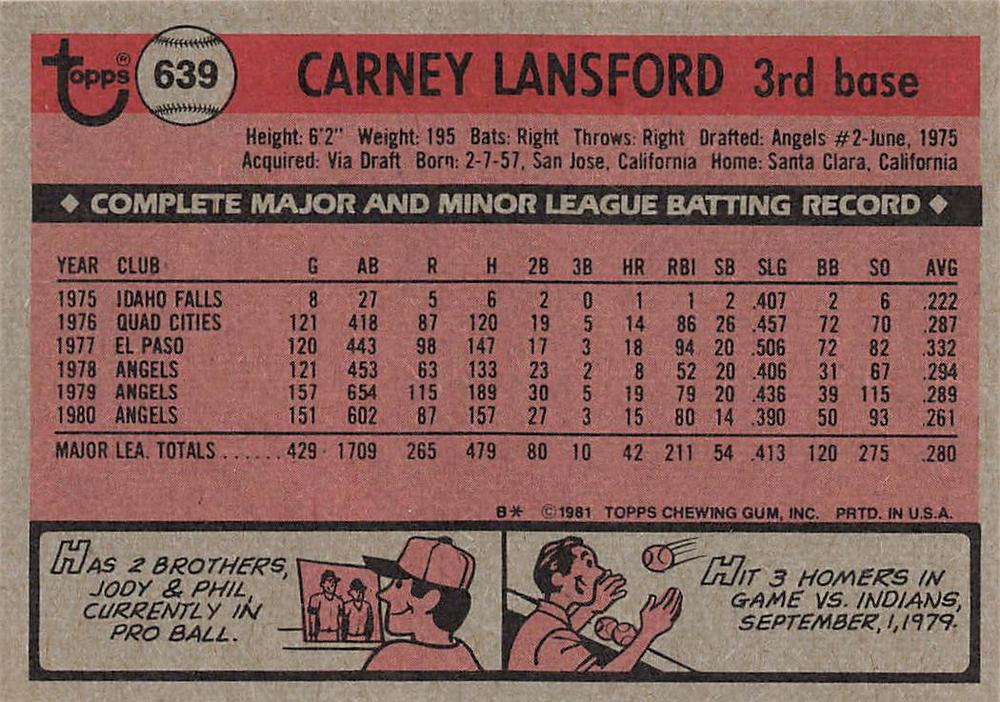 Topps® 639 CARNEY LANSFORD 3rd base
Height: 6'2" Weight: 195 Bats: Right Throws: Right Drafted: Angels #2-June, 1975
Acquired: Via Draft Born: 2-7-57, San Jose, California Home: Santa Clara, California
◆ COMPLETE MAJOR AND MINOR LEAGUE BATTING RECORD ◆
YEAR CLUB G AB R H 2B 3B HR RBI SB SLG BB SO AVG
1975 IDAHO FALLS 8 27 5 6 2 0 1 1 2 .407 2 6 .222
1976 QUAD CITIES 121 418 87 120 19 5 14 86 26 .457 72 70 .287
1977 EL PASO 120 443 98 147 17 3 18 94 20 .506 72 82 .332
1978 ANGELS 121 453 63 133 23 2 8 52 20 .406 31 67 .294
1979 ANGELS 157 654 115 189 30 5 19 79 20 .436 39 115 .289
1980 ANGELS 151 602 87 157 27 3 15 80 14 .390 50 93 .261
MAJOR LEA. TOTALS ...... 429 1709 265 479 80 10 42 211 54 .413 120 275 .280
B* ©1981 TOPPS CHEWING GUM, INC. PRTD. IN U.S.A.
HAS 2 BROTHERS,
JODY & PHIL,
CURRENTLY IN
PRO BALL.
HIT 3 HOMERS IN
GAME VS. INDIANS,
SEPTEMBER,1,1979.